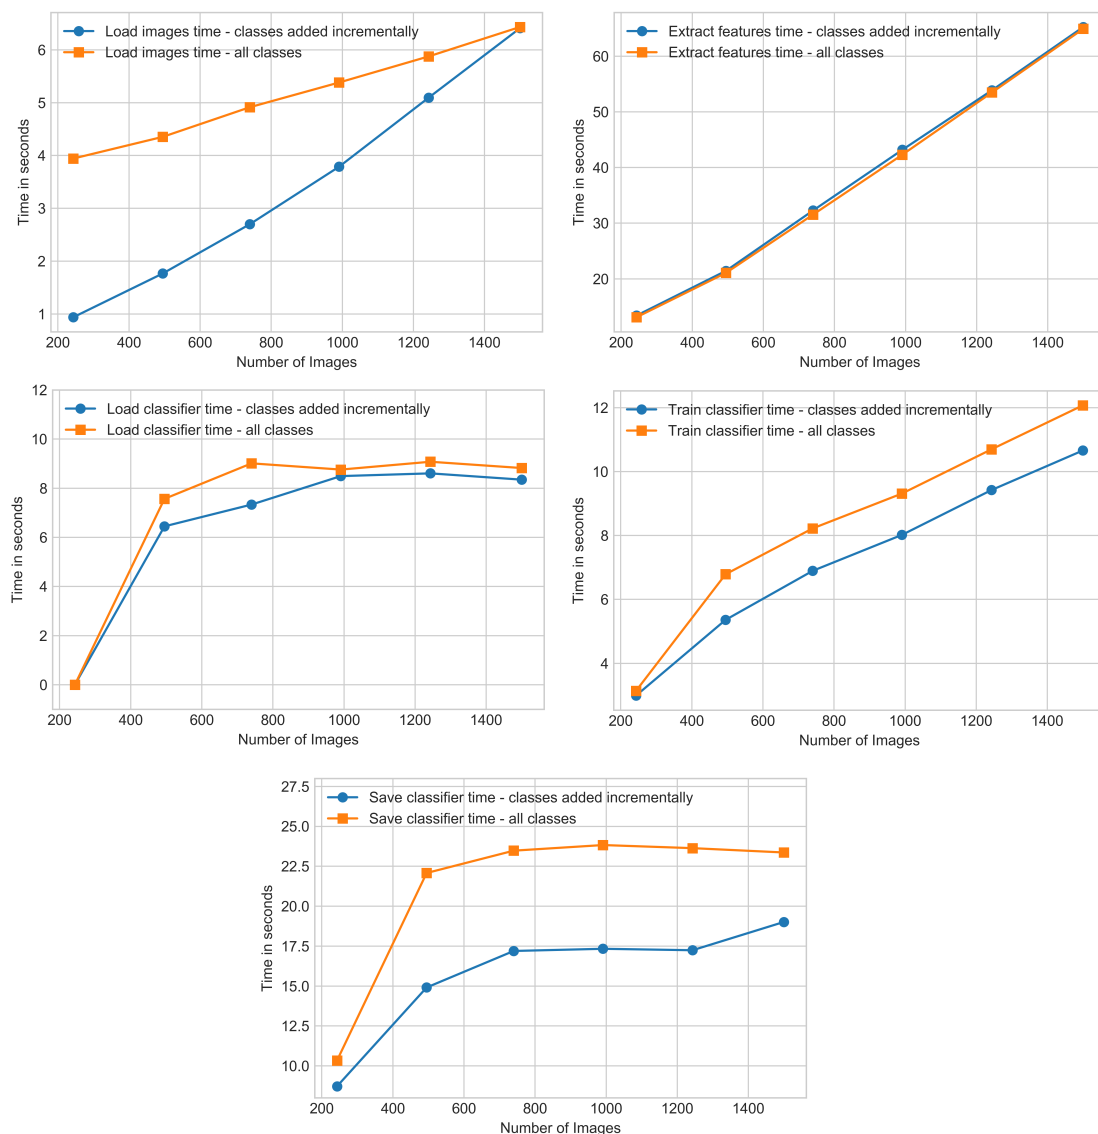 Load images time - classes added incrementally
Load images time - all classes
6
5
4
3
2
1
Time in seconds
200 400 600 800 1000 1200 1400
Number of Images
Extract features time - classes added incrementally
Extract features time - all classes
60
50
40
30
20
Time in seconds
200 400 600 800 1000 1200 1400
Number of Images
Load classifier time - classes added incrementally
Load classifier time - all classes
12
10
8
6
4
2
0
Time in seconds
200 400 600 800 1000 1200 1400
Number of Images
Train classifier time - classes added incrementally
Train classifier time - all classes
12
10
8
6
4
Time in seconds
200 400 600 800 1000 1200 1400
Number of Images
Save classifier time - classes added incrementally
Save classifier time - all classes
27.5
25.0
22.5
20.0
17.5
15.0
12.5
10.0
Time in seconds
200 400 600 800 1000 1200 1400
Number of Images